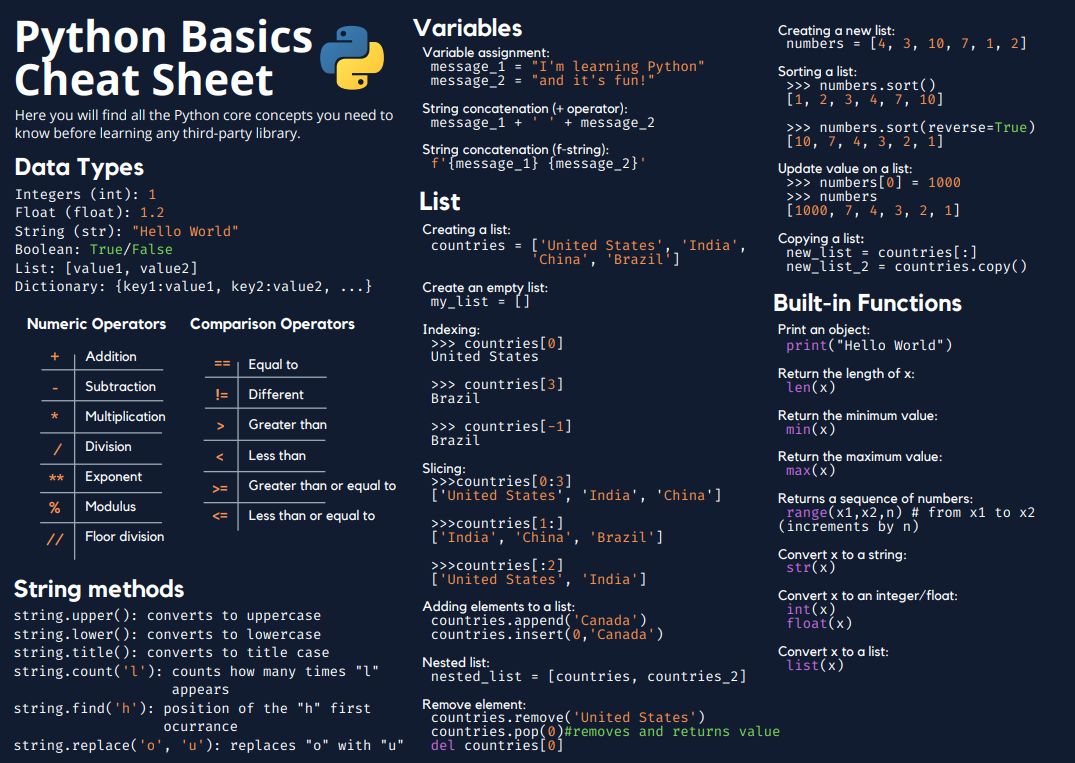 Python Basics
Cheat Sheet
Here you will find all the Python core concepts you need to
know before learning any third-party library.
Data Types
Integers (int): 1
Float (float): 1.2
String (str): "Hello World"
Boolean: True/False
List: [value1, value2]
Dictionary: {key1:value1, key2:value2, ...}
Numeric Operators
+ Addition
- Subtraction
* Multiplication
/ Division
** Exponent
% Modulus
// Floor division
Comparison Operators
== Equal to
!= Different
> Greater than
< Less than
>= Greater than or equal to
<= Less than or equal to
String methods
string.upper(): converts to uppercase
string.lower(): converts to lowercase
string.title(): converts to title case
string.count('l'): counts how many times "l"
appears
string.find('h'): position of the "h" first
ocurrance
string.replace('o', 'u'): replaces "o" with "u"
Variables
Variable assignment:
message_1 = "I'm learning Python"
message_2 = "and it's fun!"
String concatenation (+ operator):
message_1 + ' ' + message_2
String concatenation (f-string):
f'{message_1} {message_2}'
List
Creating a list:
countries = ['United States', 'India',
'China', 'Brazil']
Create an empty list:
my_list = []
Indexing:
>>> countries[0]
United States
>>> countries[3]
Brazil
>>> countries[-1]
Brazil
Slicing:
>>>countries[0:3]
['United States', 'India', 'China']
>>>countries[1:]
['India', 'China', 'Brazil']
>>>countries[:2]
['United States', 'India']
Adding elements to a list:
countries.append('Canada')
countries.insert(0,'Canada')
Nested list:
nested_list = [countries, countries_2]
Remove element:
countries.remove('United States')
countries.pop(0)#removes and returns value
del countries[0]
Creating a new list:
numbers = [4, 3, 10, 7, 1, 2]
Sorting a list:
>>> numbers.sort()
[1, 2, 3, 4, 7, 10]
>>> numbers.sort(reverse=True)
[10, 7, 4, 3, 2, 1]
Update value on a list:
>>> numbers[0] = 1000
>>> numbers
[1000, 7, 4, 3, 2, 1]
Copying a list:
new_list = countries[:]
new_list_2 = countries.copy()
Built-in Functions
Print an object:
print("Hello World")
Return the length of x:
len(x)
Return the minimum value:
min(x)
Return the maximum value:
max(x)
Returns a sequence of numbers:
range(x1,x2,n) # from x1 to x2
(increments by n)
Convert x to a string:
str(x)
Convert x to an integer/float:
int(x)
float(x)
Convert x to a list:
list(x)